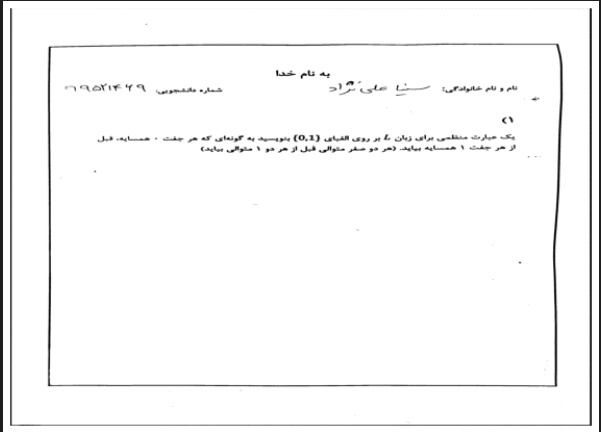 به نام خدا
نام و نام خانوادگی: سینا علی نژاد شماره دانشجویی: ۹۹۵۲۱۴۶۹
(۱
یک عبارت منظمی برای زبان L بر روی الفبای {0,1} بنویسید به گونه‌ای که هر جفت ۰ همسایه، قبل
از هر جفت ۱ همسایه بیاید. (هر دو صفر متوالی قبل از هر دو ۱ متوالی بیاید)